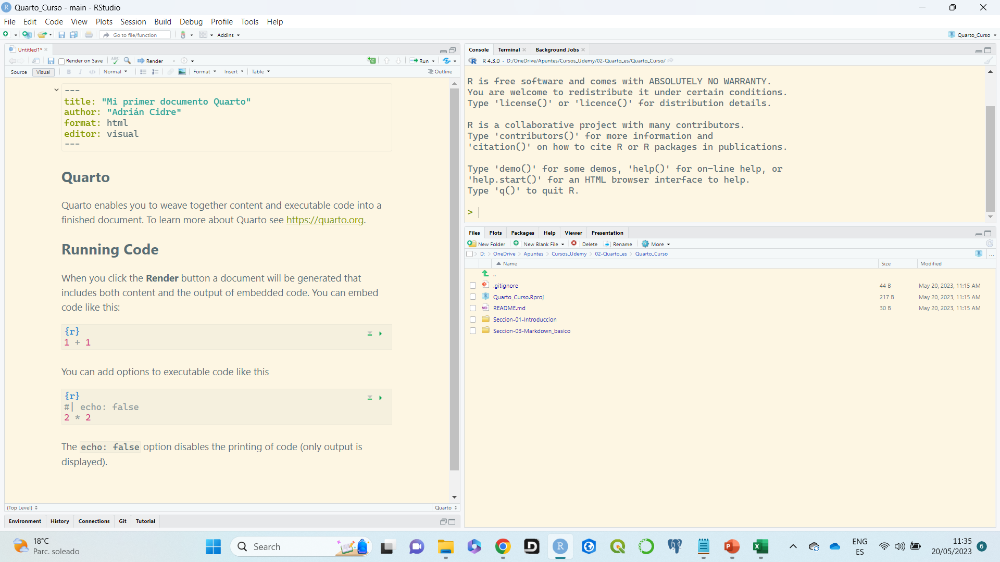 Quarto_Curso - main - RStudio
File Edit Code View Plots Session Build Debug Profile Tools Help
Go to file/function Addins Quarto_Curso
Untitled1*
Render on Save ABC Render Run
Source Visual B I Normal Format Insert Table Outline
---
title: "Mi primer documento Quarto"
author: "Adrián Cidre"
format: html
editor: visual
---
Quarto
Quarto enables you to weave together content and executable code into a
finished document. To learn more about Quarto see https://quarto.org.
Running Code
When you click the Render button a document will be generated that
includes both content and the output of embedded code. You can embed
code like this:
{r}
1 + 1
You can add options to executable code like this
{r}
#| echo: false
2 * 2
The echo: false option disables the printing of code (only output is
displayed).
(Top Level) Quarto
Environment History Connections Git Tutorial
Console Terminal Background Jobs
R 4.3.0 · D:/OneDrive/Apuntes/Cursos_Udemy/02-Quarto_es/Quarto_Curso/
R is free software and comes with ABSOLUTELY NO WARRANTY.
You are welcome to redistribute it under certain conditions.
Type 'license()' or 'licence()' for distribution details.
R is a collaborative project with many contributors.
Type 'contributors()' for more information and
'citation()' on how to cite R or R packages in publications.
Type 'demo()' for some demos, 'help()' for on-line help, or
'help.start()' for an HTML browser interface to help.
Type 'q()' to quit R.
>
Files Plots Packages Help Viewer Presentation
New Folder New Blank File Delete Rename More
D: OneDrive Apuntes Cursos_Udemy 02-Quarto_es Quarto_Curso ...
Name Size Modified
..
.gitignore 44 B May 20, 2023, 11:15 AM
Quarto_Curso.Rproj 217 B May 20, 2023, 11:15 AM
README.md 30 B May 20, 2023, 11:15 AM
Seccion-01-Introduccion
Seccion-03-Markdown_basico
18°C
Parc. soleado
Search
ENG
ES
11:35
20/05/2023
6